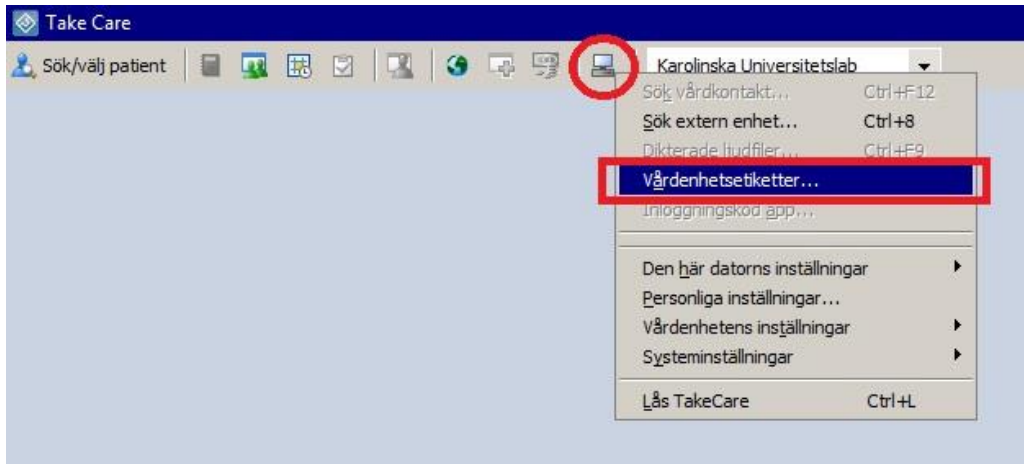 Take Care
Sök/välj patient
Karolinska Universitetslab
Sök vårdkontakt... Ctrl+F12
Sök extern enhet... Ctrl+8
Dikterade ljudfiler... Ctrl+F9
Vårdenhetsetiketter...
Inloggningskod app...
Den här datorns inställningar
Personliga inställningar...
Vårdenhetens inställningar
Systeminställningar
Lås TakeCare Ctrl+L